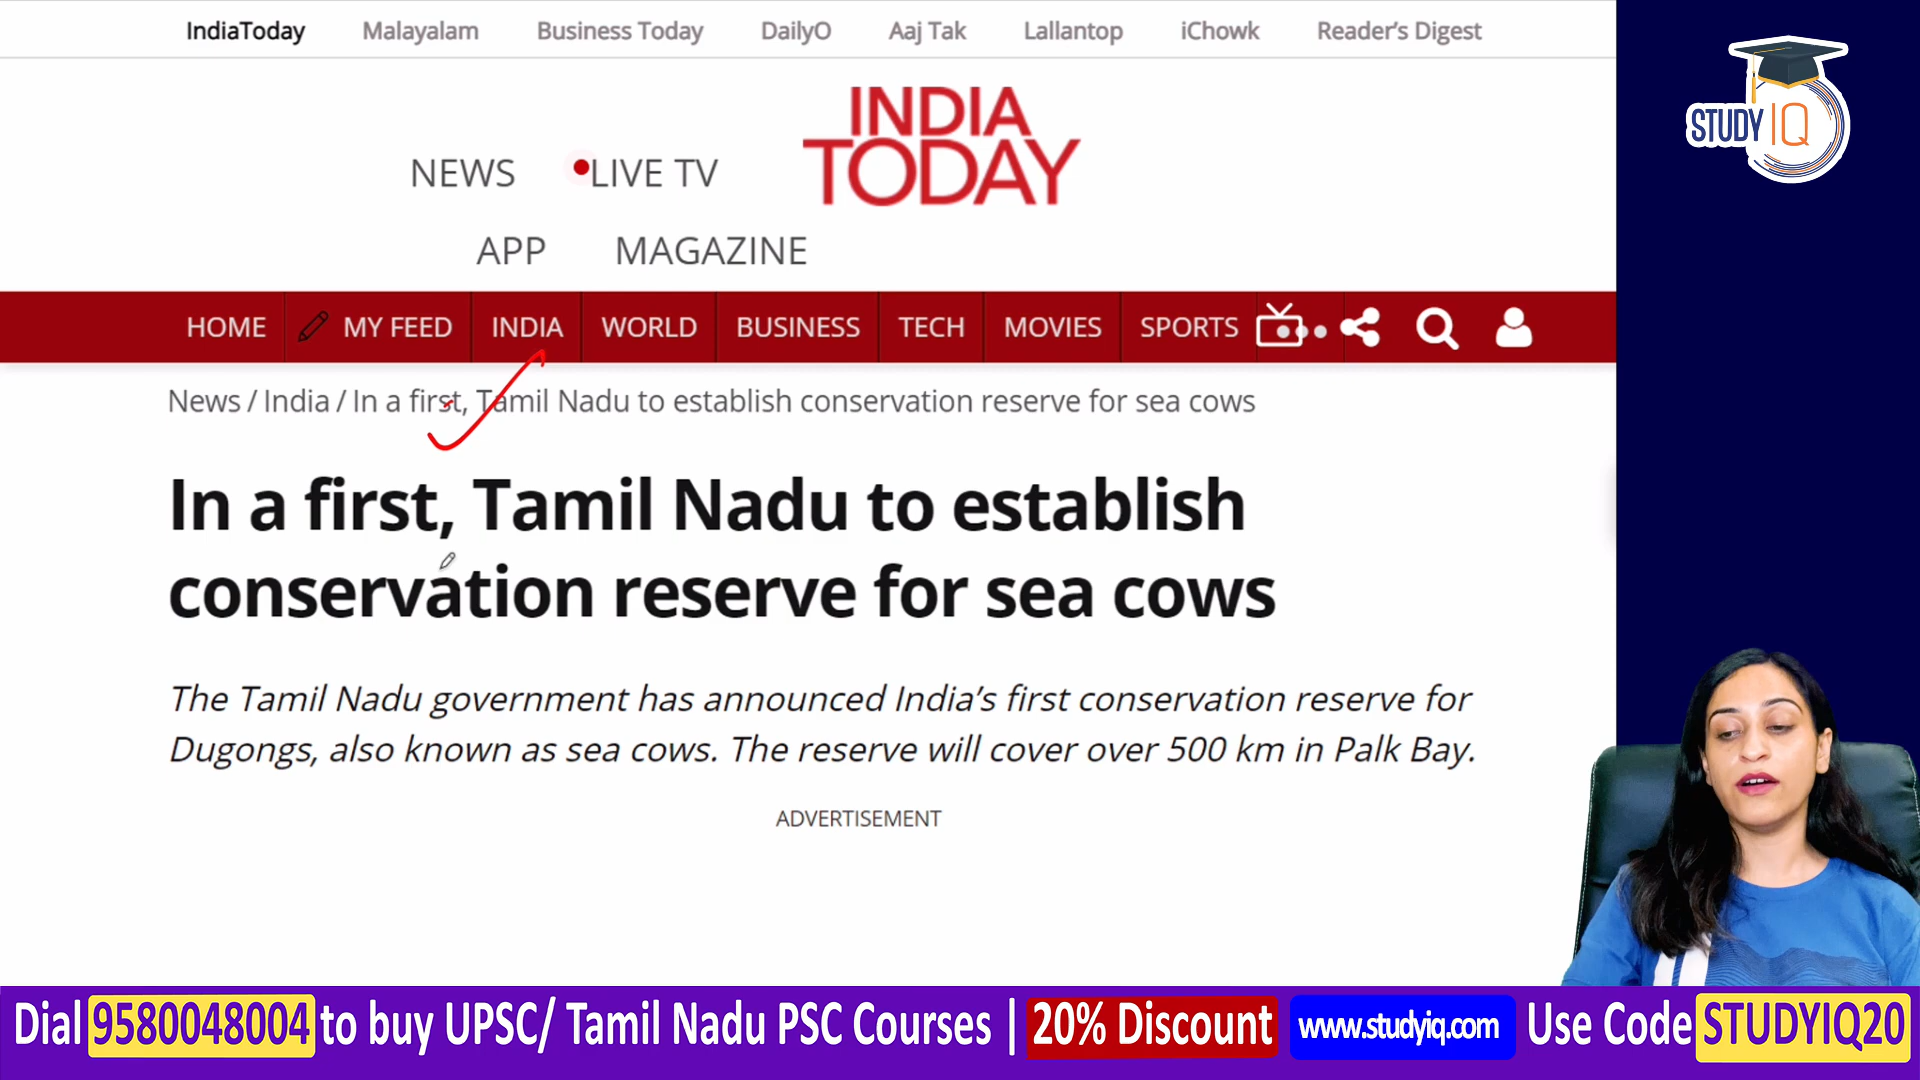 IndiaToday Malayalam Business Today DailyO Aaj Tak Lallantop iChowk Reader's Digest
STUDY IQ
INDIA
TODAY
NEWS LIVE TV
APP MAGAZINE
HOME MY FEED INDIA WORLD BUSINESS TECH MOVIES SPORTS
News / India / In a first, Tamil Nadu to establish conservation reserve for sea cows
In a first, Tamil Nadu to establish
conservation reserve for sea cows
The Tamil Nadu government has announced India's first conservation reserve for
Dugongs, also known as sea cows. The reserve will cover over 500 km in Palk Bay.
ADVERTISEMENT
Dial 9580048004 to buy UPSC/ Tamil Nadu PSC Courses | 20% Discount www.studyiq.com Use Code STUDYIQ20